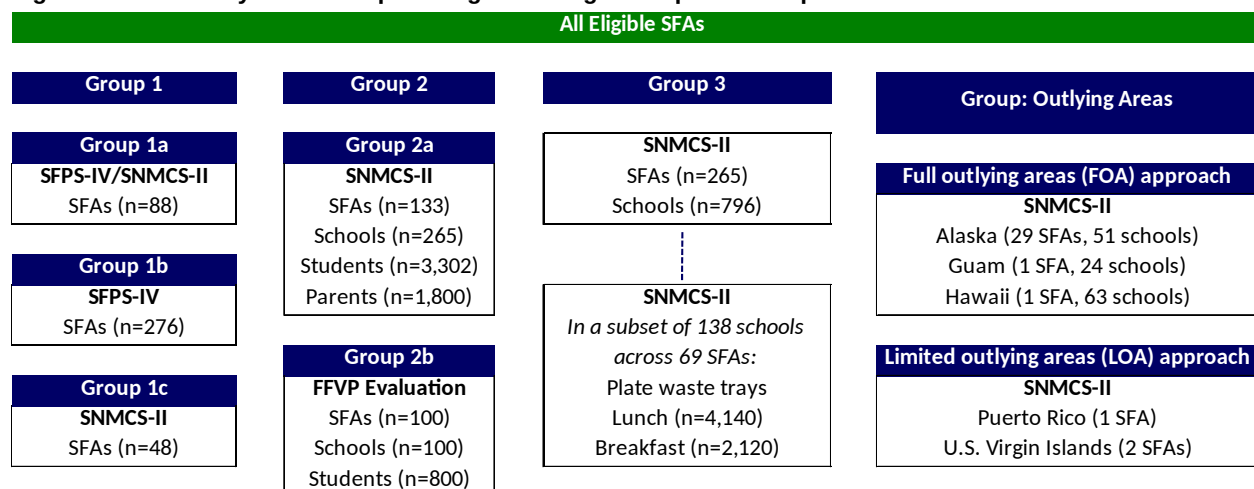 All Eligible SFAs
Group 1
Group 1a
SFPS-IV/SNMCS-II
SFAs (n=88)
Group 1b
SFPS-IV
SFAs (n=276)
Group 1c
SNMCS-II
SFAs (n=48)
Group 2
Group 2a
SNMCS-II
SFAs (n=133)
Schools (n=265)
Students (n=3,302)
Parents (n=1,800)
Group 2b
FFVP Evaluation
SFAs (n=100)
Schools (n=100)
Students (n=800)
Group 3
SNMCS-II
SFAs (n=265)
Schools (n=796)
SNMCS-II
In a subset of 138 schools
across 69 SFAs:
Plate waste trays
Lunch (n=4,140)
Breakfast (n=2,120)
Group: Outlying Areas
Full outlying areas (FOA) approach
SNMCS-II
Alaska (29 SFAs, 51 schools)
Guam (1 SFA, 24 schools)
Hawaii (1 SFA, 63 schools)
Limited outlying areas (LOA) approach
SNMCS-II
Puerto Rico (1 SFA)
U.S. Virgin Islands (2 SFAs)